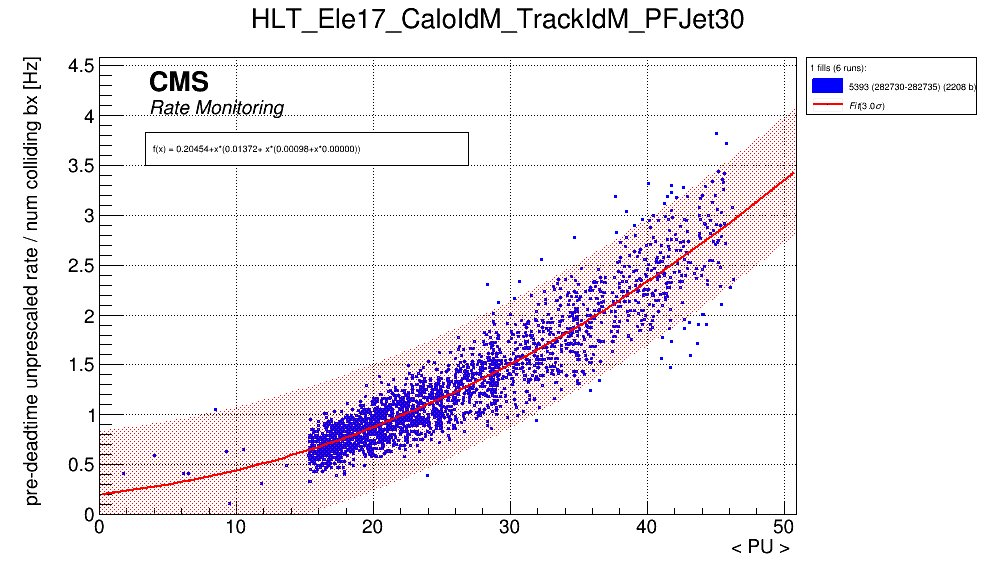 HLT_Ele17_CaloIdM_TrackIdM_PFJet30
pre-deadtime unprescaled rate / num colliding bx [Hz]
CMS
Rate Monitoring
f(x) = 0.20454+x*(0.01372+ x*(0.00098+x*0.00000))
1 fills (6 runs):
5393 (282730-282735) (2208 b)
Fit(3.0σ)
4.5
4
3.5
3
2.5
2
1.5
1
0.5
0
0 10 20 30 40 50
< PU >